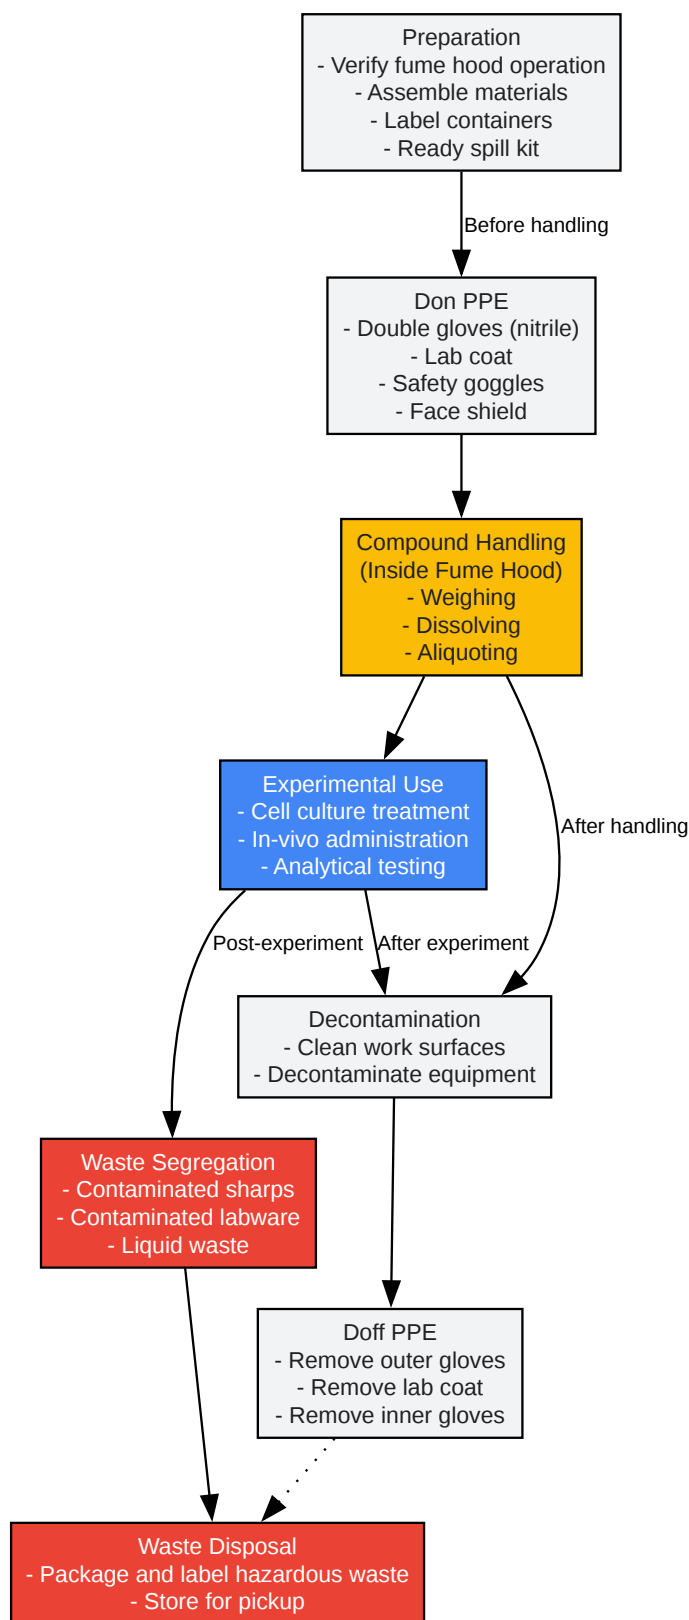 Preparation
- Verify fume hood operation
- Assemble materials
- Label containers
- Ready spill kit
Before handling
Don PPE
- Double gloves (nitrile)
- Lab coat
- Safety goggles
- Face shield
Compound Handling
(Inside Fume Hood)
- Weighing
- Dissolving
- Aliquoting
Experimental Use
- Cell culture treatment
- In-vivo administration
- Analytical testing
After handling
Post-experiment
After experiment
Decontamination
- Clean work surfaces
- Decontaminate equipment
Waste Segregation
- Contaminated sharps
- Contaminated labware
- Liquid waste
Doff PPE
- Remove outer gloves
- Remove lab coat
- Remove inner gloves
Waste Disposal
- Package and label hazardous waste
- Store for pickup